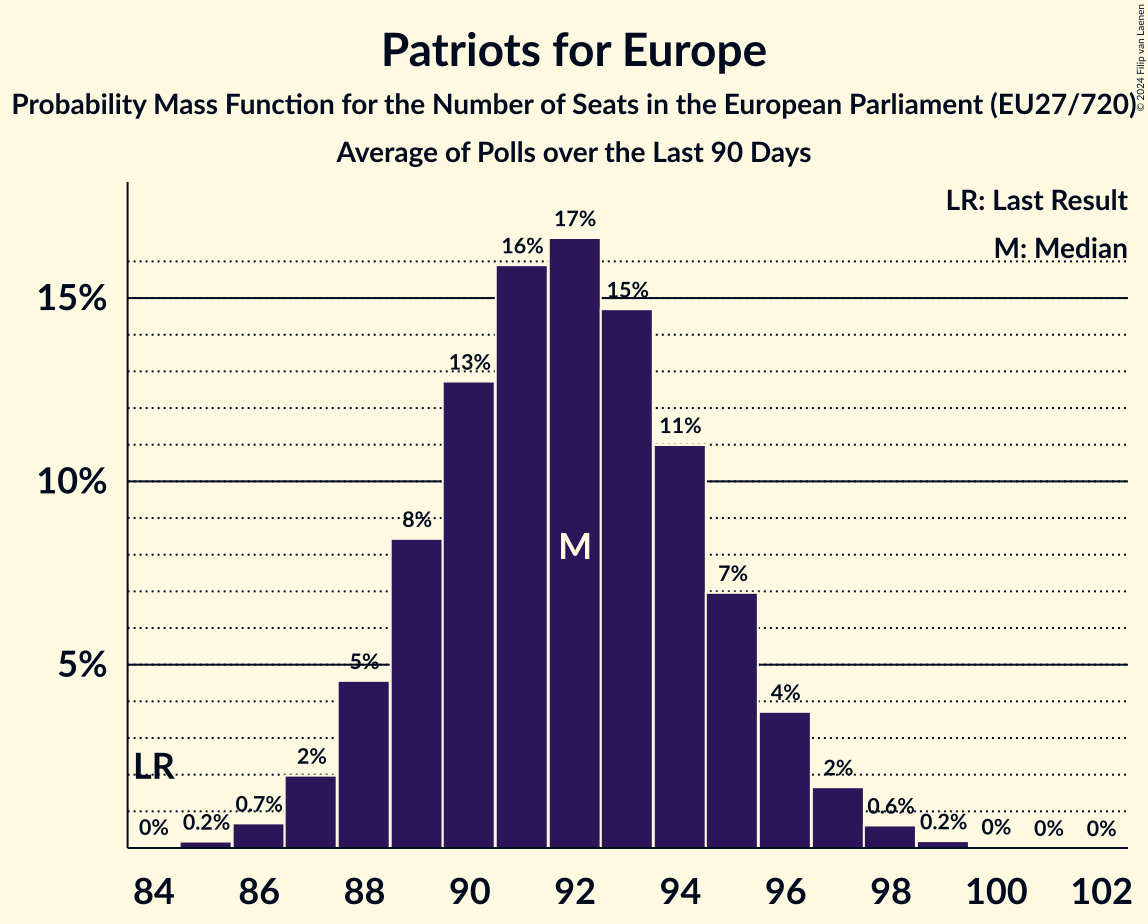 Patriots for Europe
Probability Mass Function for the Number of Seats in the European Parliament (EU27/720)
Average of Polls over the Last 90 Days
© 2024 Filip van Laenen
LR: Last Result
M: Median
15%
10%
5%
0%
0.2%
0.7%
2%
5%
8%
13%
16%
17%
15%
11%
7%
4%
2%
0.6%
0.2%
0%
0%
0%
LR
M
84 86 88 90 92 94 96 98 100 102